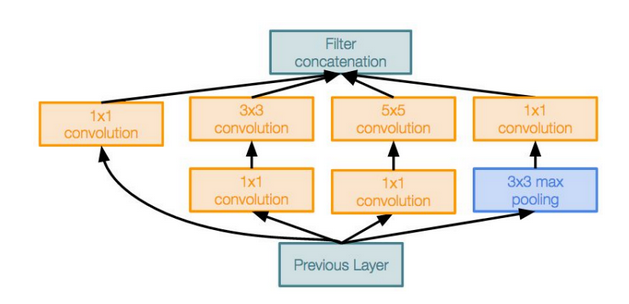 Filter
concatenation
1x1
convolution
3x3
convolution
5x5
convolution
1x1
convolution
1x1
convolution
1x1
convolution
3x3 max
pooling
Previous Layer